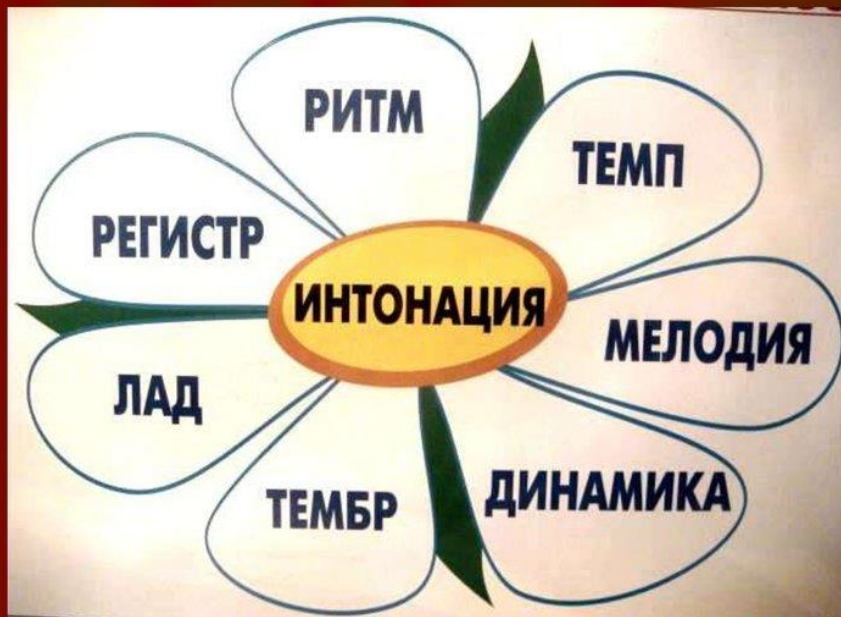 РИТМ
ТЕМП
РЕГИСТР
ИНТОНАЦИЯ
МЕЛОДИЯ
ЛАД
ТЕМБР
ДИНАМИКА